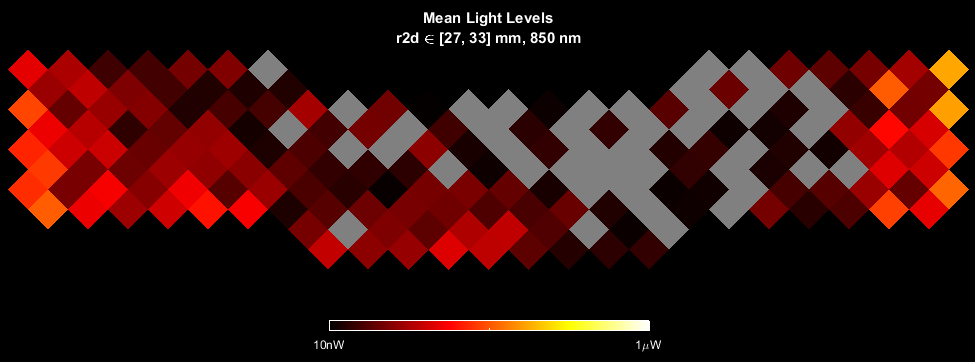 Mean Light Levels
r2d ∈ [27, 33] mm, 850 nm
10nW 1μW